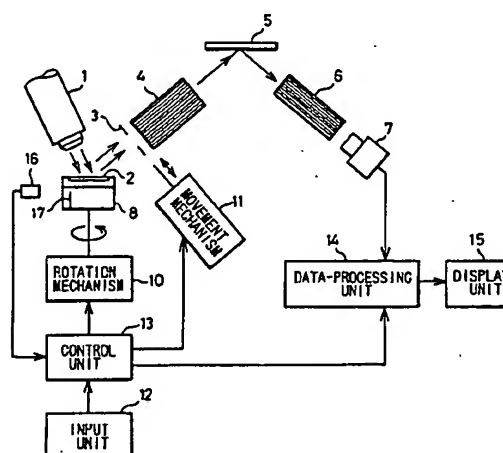 5
4
6
1
3
7
16
2
11
17
8
MOVEMENT
MECHANISM
14
15
ROTATION
MECHANISM
10
DATA-PROCESSING
UNIT
DISPLAY
UNIT
13
CONTROL
UNIT
12
INPUT
UNIT